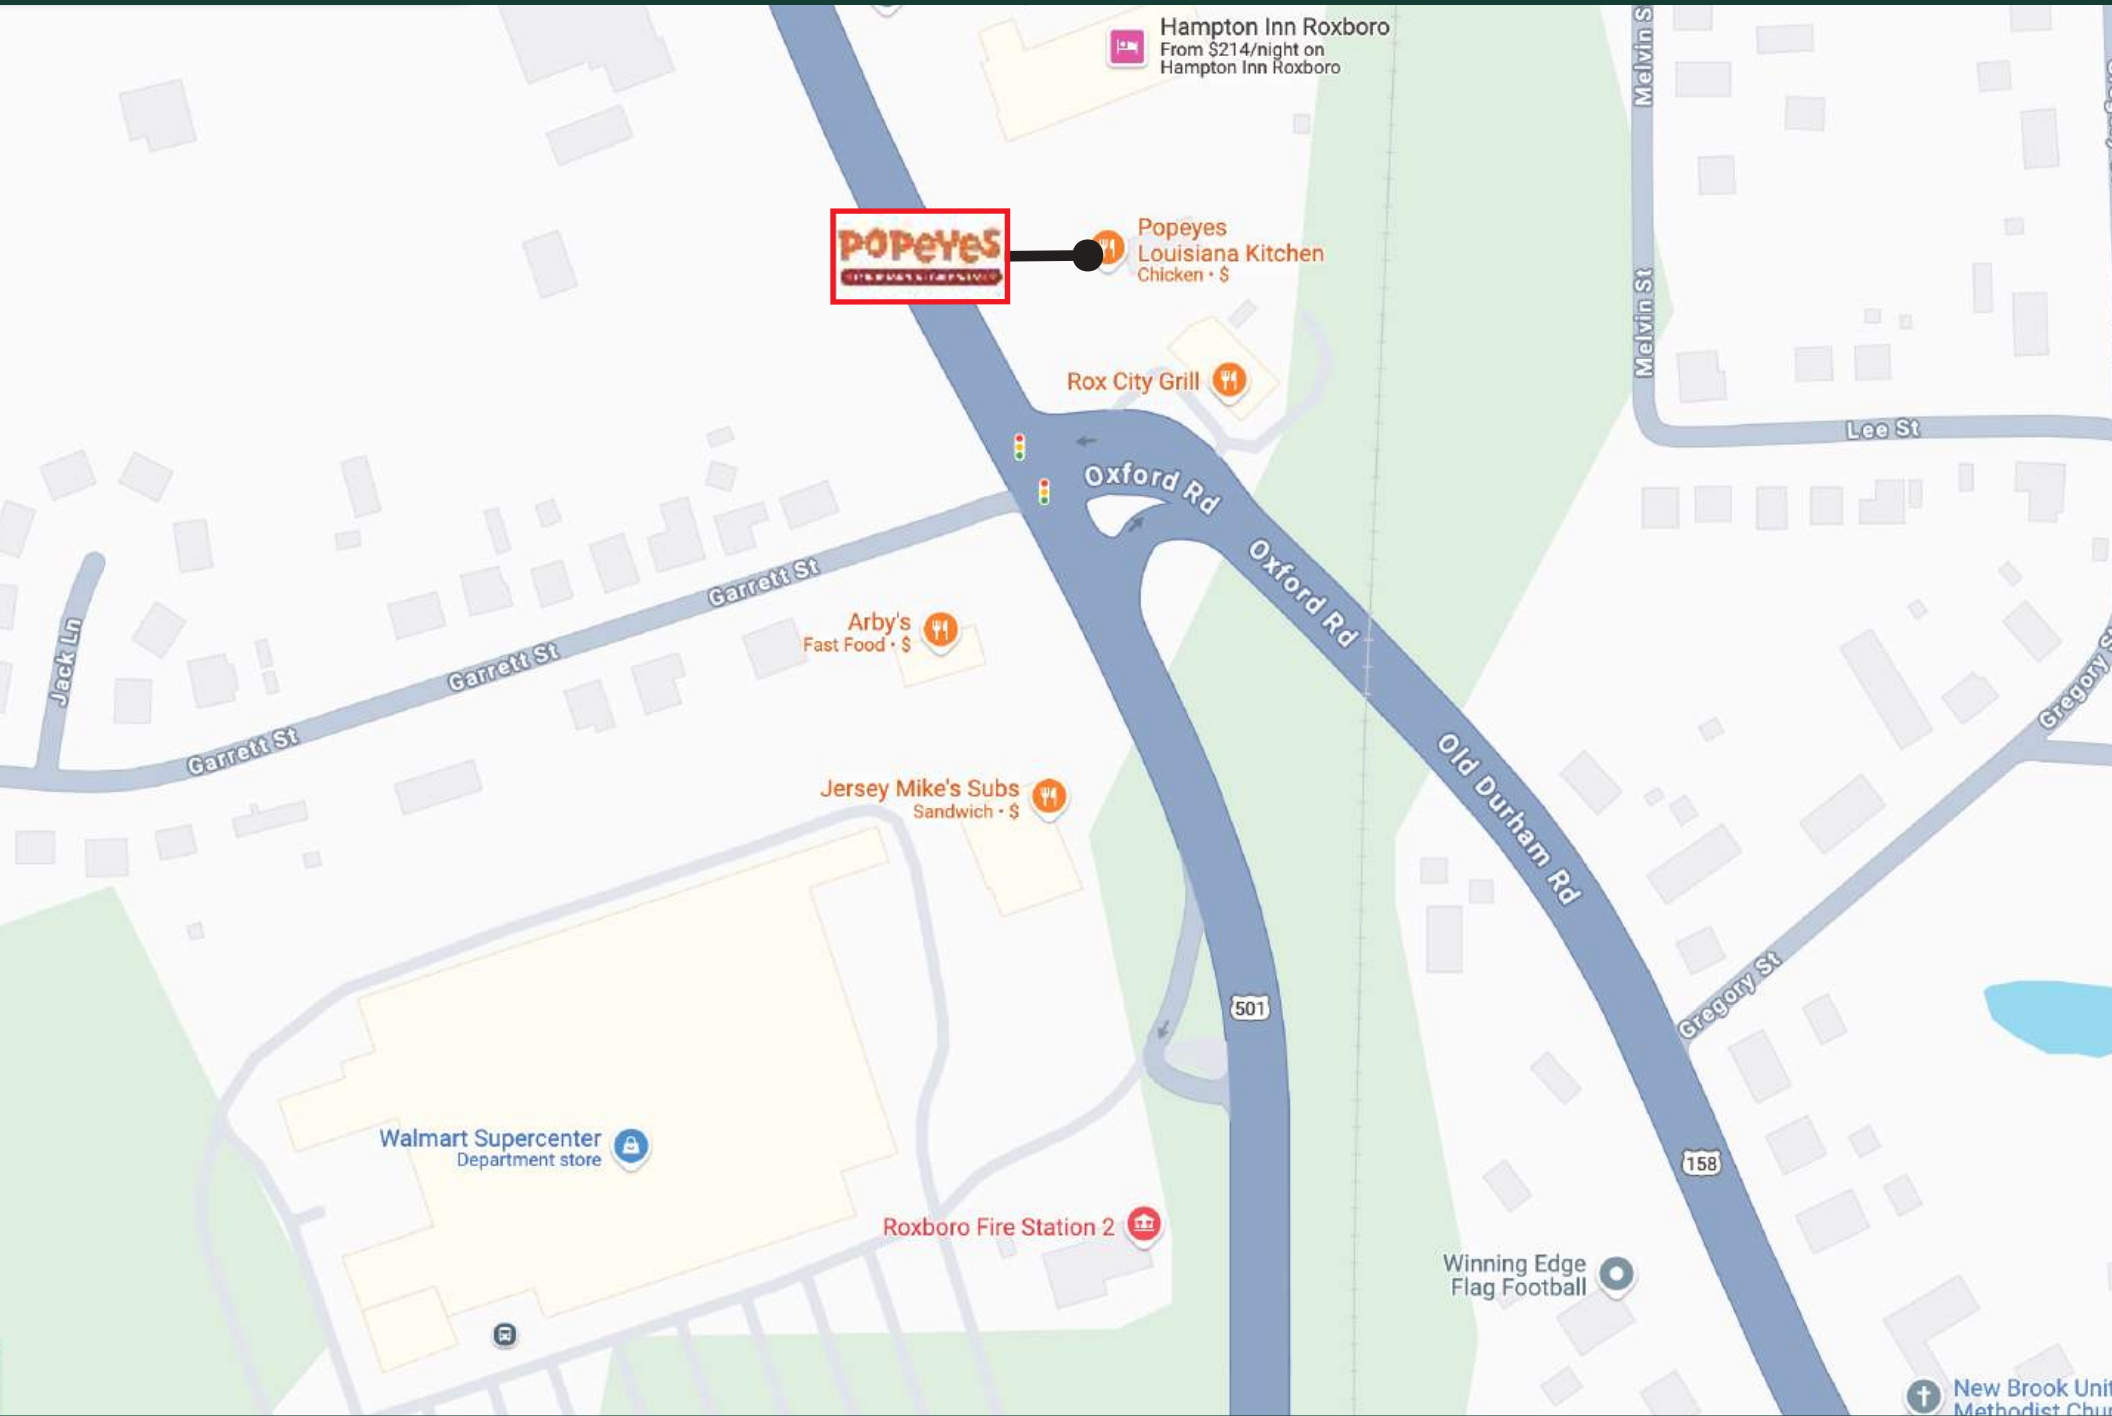 Hampton Inn Roxboro
From $214/night on
Hampton Inn Roxboro
Melvin S
POPEYES
Popeyes
Louisiana Kitchen
Chicken · $
Melvin St
Rox City Grill
Lee St
Oxford Rd
Oxford Rd
Garrett St
Arby's
Fast Food · $
Garrett St
Jack Ln
Garrett St
Gregory S
Old Durham Rd
Jersey Mike's Subs
Sandwich · $
Gregory St
501
Walmart Supercenter
Department store
158
Roxboro Fire Station 2
Winning Edge
Flag Football
New Brook Unit
Methodist Chur